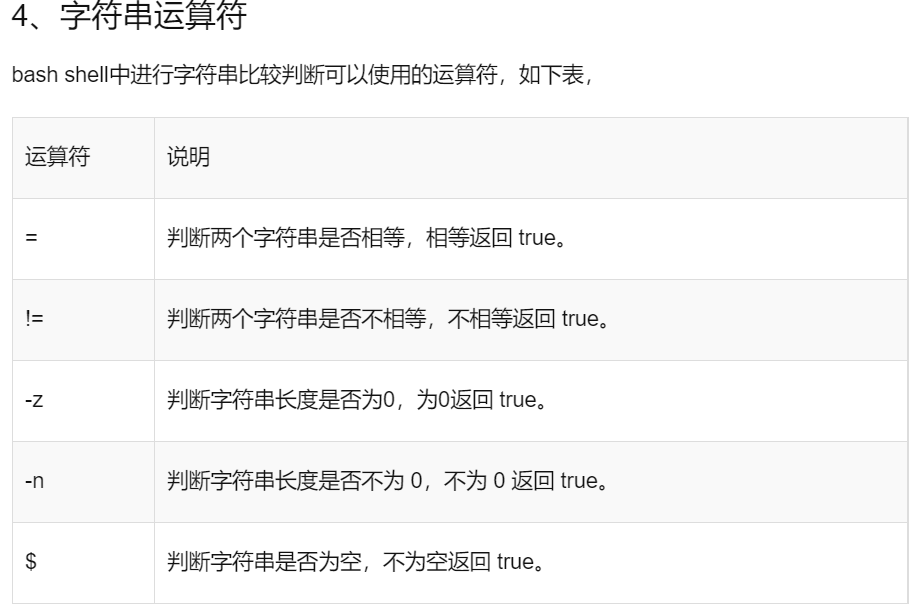 4、字符串运算符
bash shell中进行字符串比较判断可以使用的运算符，如下表，
运算符 说明
= 判断两个字符串是否相等，相等返回 true。
!= 判断两个字符串是否不相等，不相等返回 true。
-z 判断字符串长度是否为0，为0返回 true。
-n 判断字符串长度是否不为 0，不为 0 返回 true。
$ 判断字符串是否为空，不为空返回 true。